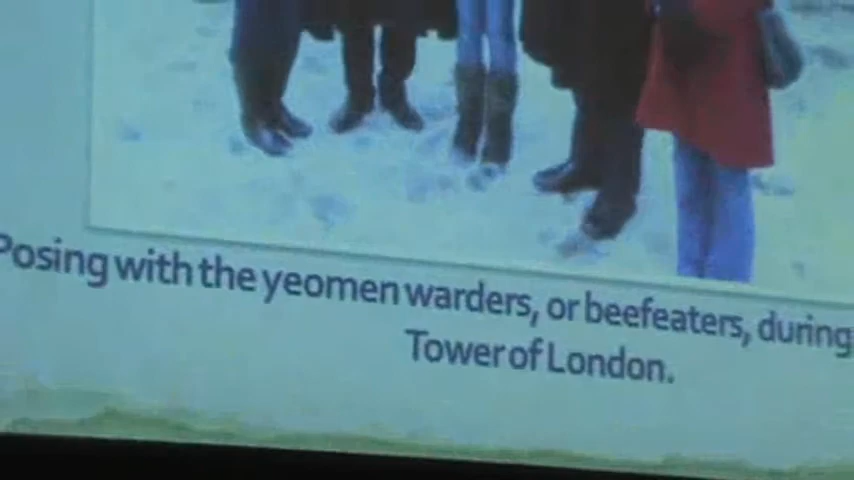 Posing with the yeomen warders, or beefeaters, during
Tower of London.